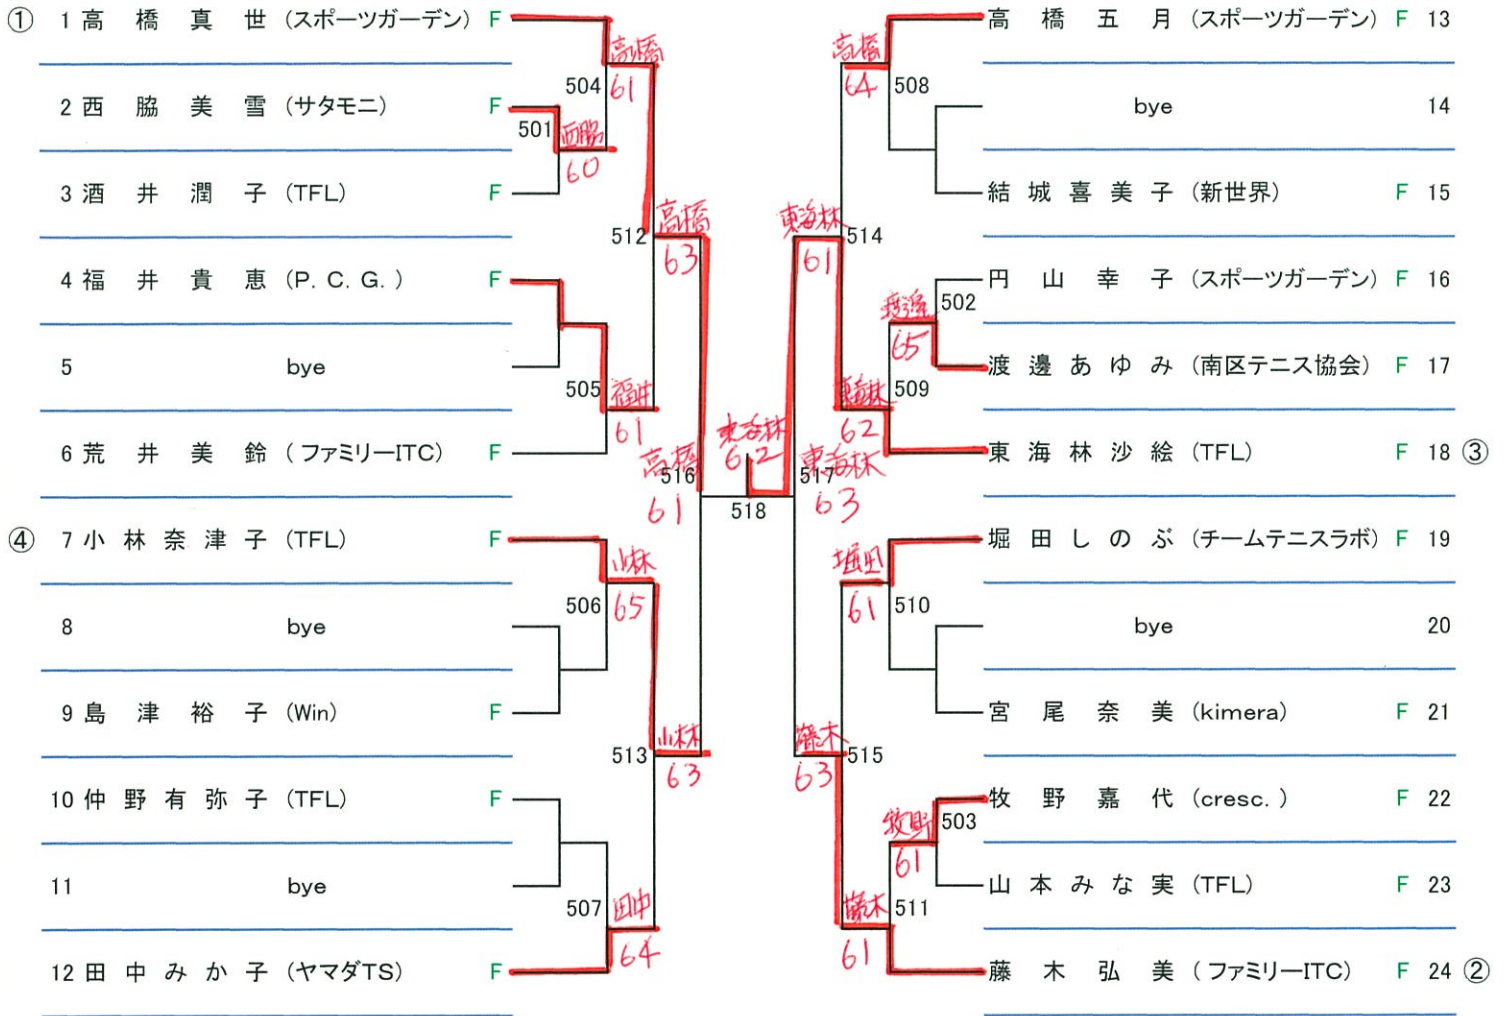 ① 1 高橋真世 (スポーツガーデン) F
2 西脇美雪 (サタモニ) F
3 酒井潤子 (TFL) F
4 福井貴恵 (P. C. G. ) F
5 bye
6 荒井美鈴 ( ファミリーITC) F
④ 7 小林奈津子 (TFL) F
8 bye
9 島津裕子 (Win) F
10 仲野有弥子 (TFL) F
11 bye
12 田中みか子 (ヤマダTS) F
504 高橋 61
501 西脇 60
512 高橋 63
505 福井 61
高橋 516 61
506 小林 65
513 小林 63
507 田中 64
東海林 62
518
高橋 64 508
東海林 61 514
渡邊 65 502
東海林 62 509
517 東海林 63
堀田 61 510
藤木 63 515
牧野 61 503
藤木 61 511
高橋五月 (スポーツガーデン) F 13
bye 14
結城喜美子 (新世界) F 15
円山幸子 (スポーツガーデン) F 16
渡邊あゆみ (南区テニス協会) F 17
東海林沙絵 (TFL) F 18 ③
堀田しのぶ (チームテニスラボ) F 19
bye 20
宮尾奈美 (kimera) F 21
牧野嘉代 (cresc. ) F 22
山本みな実 (TFL) F 23
藤木弘美 ( ファミリーITC) F 24 ②